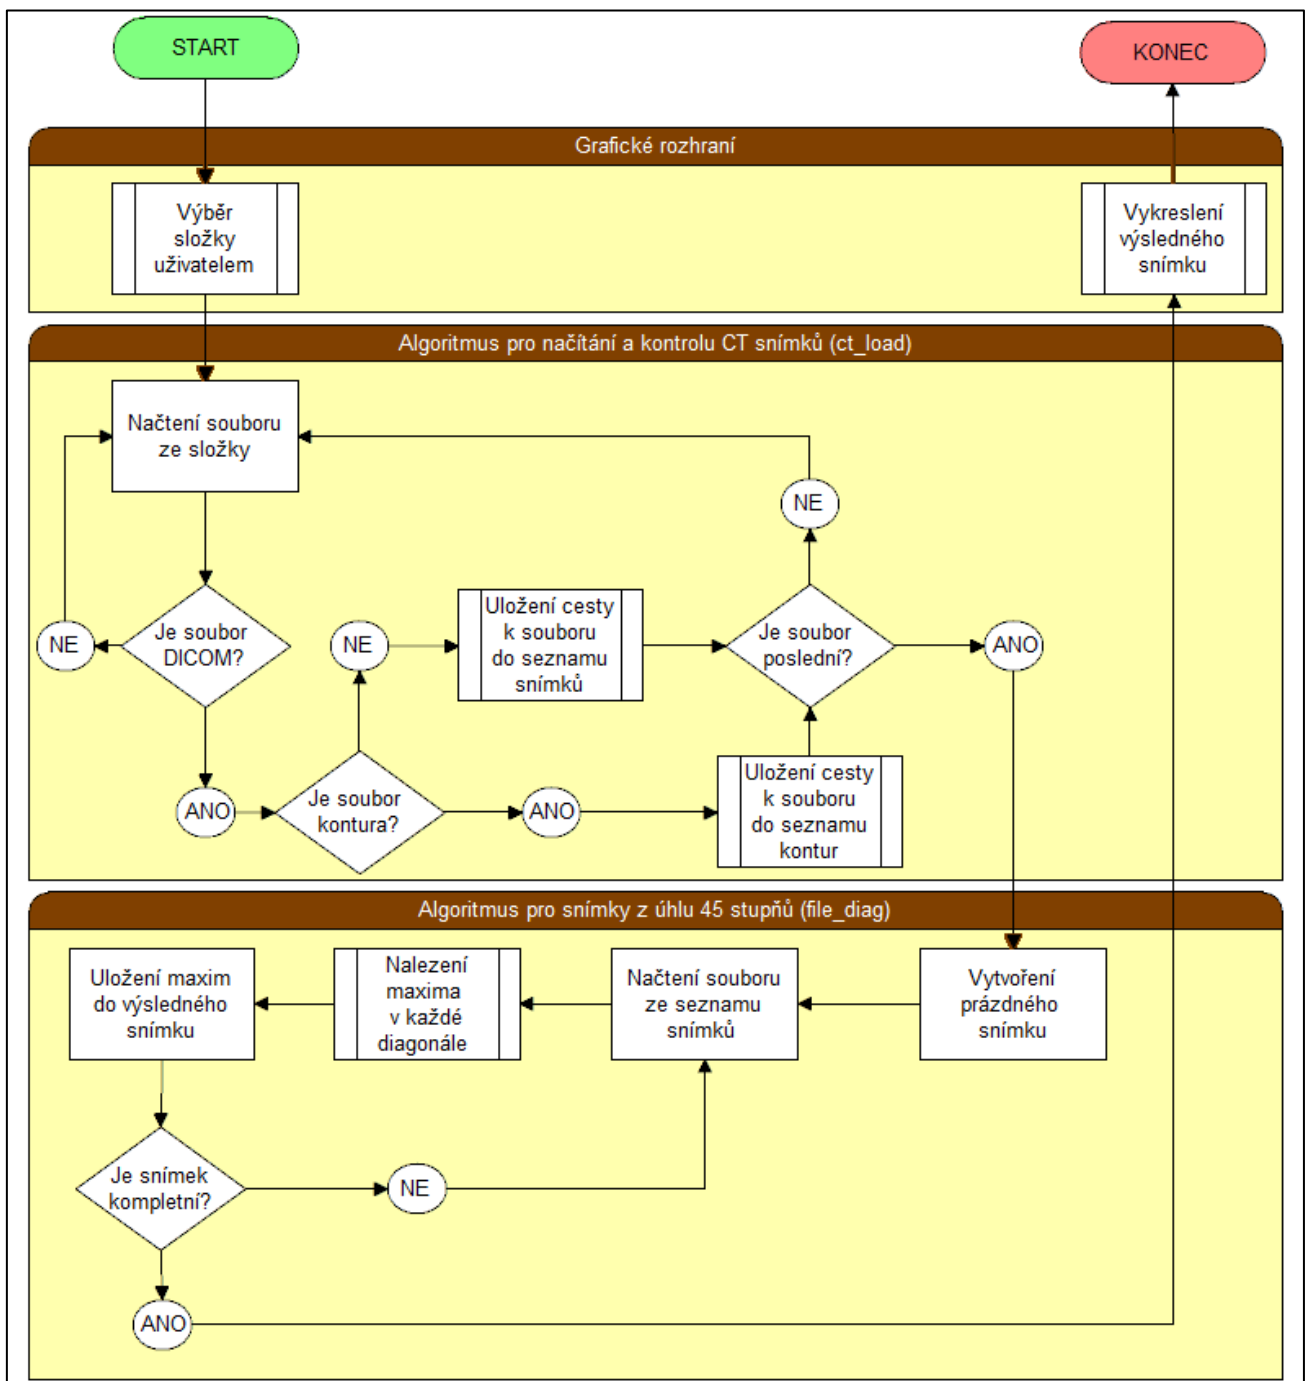 START
KONEC
Grafické rozhraní
Výběr
složky
uživatelem
Vykreslení
výsledného
snímku
Algoritmus pro načítání a kontrolu CT snímků (ct_load)
Načtení souboru
ze složky
NE
Je soubor
DICOM?
NE
NE
Uložení cesty
k souboru
do seznamu
snímků
Je soubor
poslední?
ANO
ANO
Je soubor
kontura?
ANO
Uložení cesty
k souboru
do seznamu
kontur
Algoritmus pro snímky z úhlu 45 stupňů (file_diag)
Uložení maxim
do výsledného
snímku
Nalezení
maxima
v každé
diagonále
Načtení souboru
ze seznamu
snímků
Vytvoření
prázdného
snímku
Je snímek
kompletní?
NE
ANO